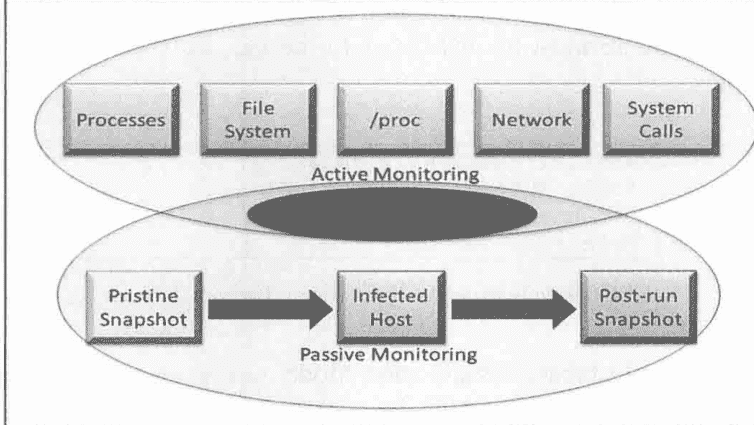 Processes
File
System
/proc
Network
System
Calls
Active Monitoring
Pristine
Snapshot
Infected
Host
Post-run
Snapshot
Passive Monitoring